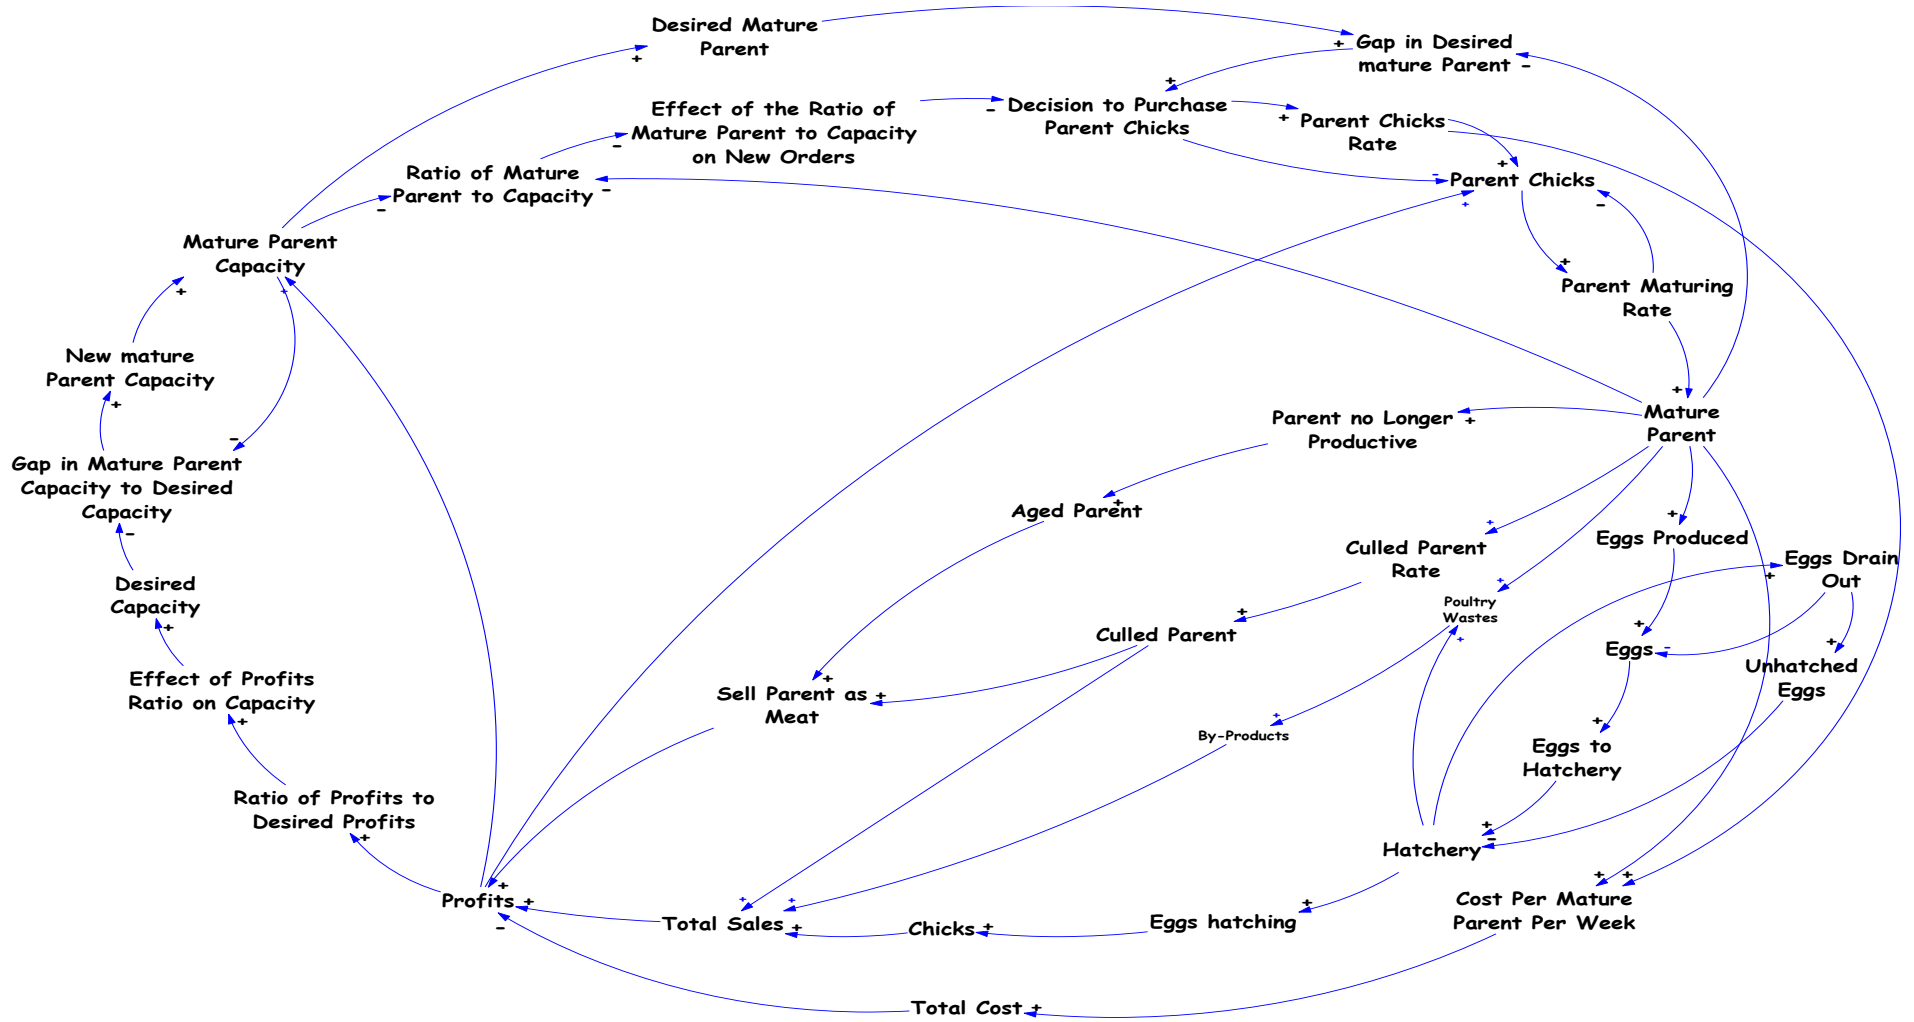 Desired Mature
Parent
+
+ Gap in Desired
mature Parent -
+
Effect of the Ratio of
Mature Parent to Capacity
on New Orders
-
- Decision to Purchase
Parent Chicks
+ Parent Chicks
Rate
Ratio of Mature
Parent to Capacity -
-
+
- Parent Chicks
+
-
Mature Parent
Capacity
+
+
+
Parent Maturing
Rate
New mature
Parent Capacity
+
+
Mature
Parent
Parent no Longer +
Productive
-
Gap in Mature Parent
Capacity to Desired
Capacity
-
+
Aged Parent
+
+
Eggs Produced
Culled Parent
Rate
Eggs Drain
Out
+
Desired
Capacity
+
+
Poultry
Wastes
+
+
Culled Parent
+
Eggs -
+
Unhatched
Eggs
Effect of Profits
Ratio on Capacity
+
+
Sell Parent as +
Meat
+
By-Products
+
Eggs to
Hatchery
Ratio of Profits to
Desired Profits
+
+
-
Hatchery
+
Profits +
-
+
+
Total Sales +
Chicks +
+
Eggs hatching
+ +
Cost Per Mature
Parent Per Week
Total Cost +